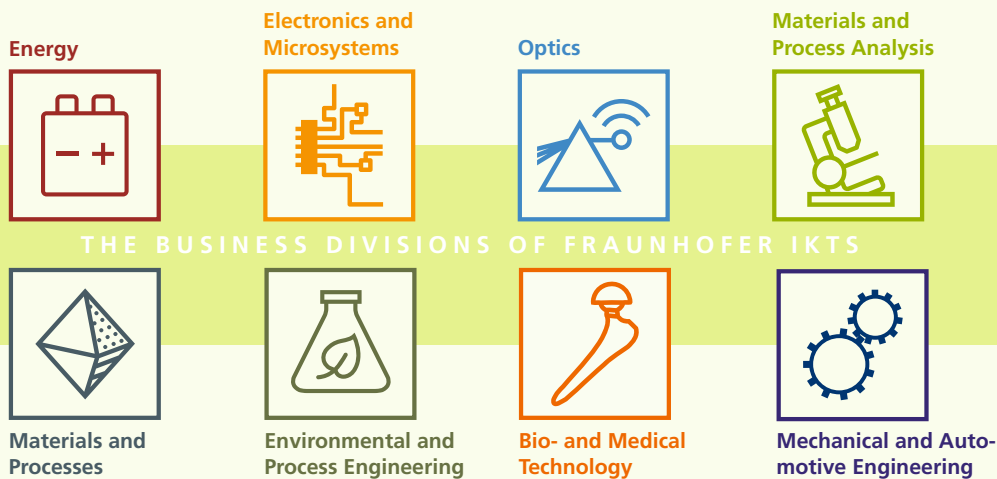 Energy
Electronics and
Microsystems
Optics
Materials and
Process Analysis
THE BUSINESS DIVISIONS OF FRAUNHOFER IKTS
Materials and
Processes
Environmental and
Process Engineering
Bio- and Medical
Technology
Mechanical and Auto-
motive Engineering